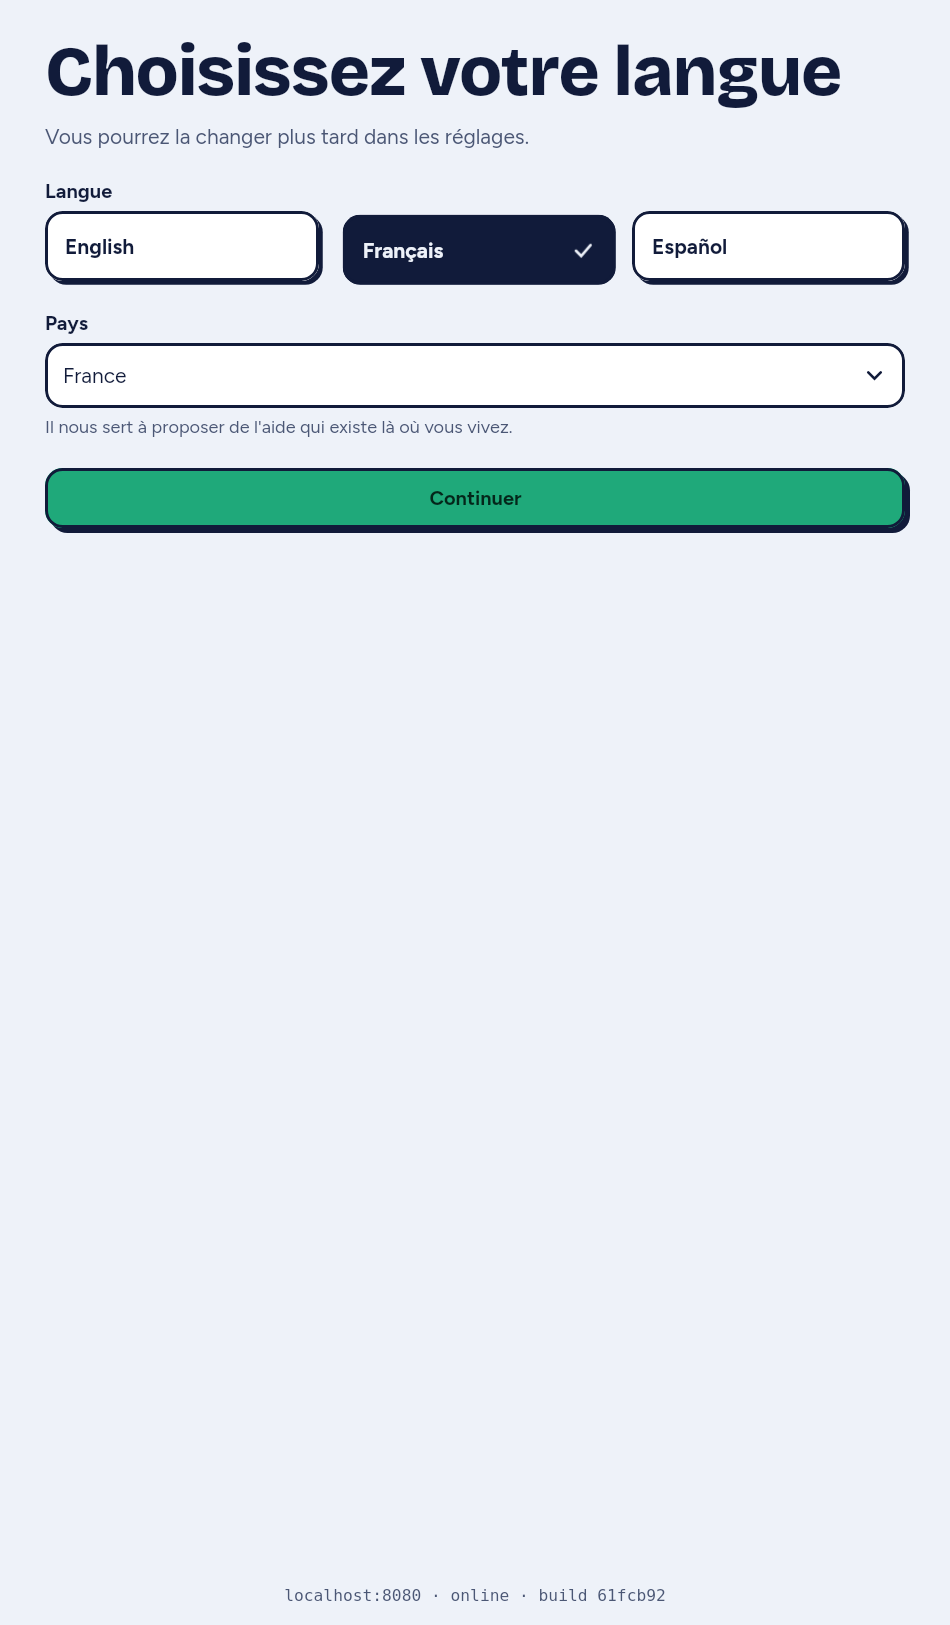 Choisissez votre langue
Vous pourrez la changer plus tard dans les réglages.
Langue
English
Français
Español
Pays
France
Il nous sert à proposer de l'aide qui existe là où vous vivez.
Continuer
localhost:8080 · online · build 61fcb92